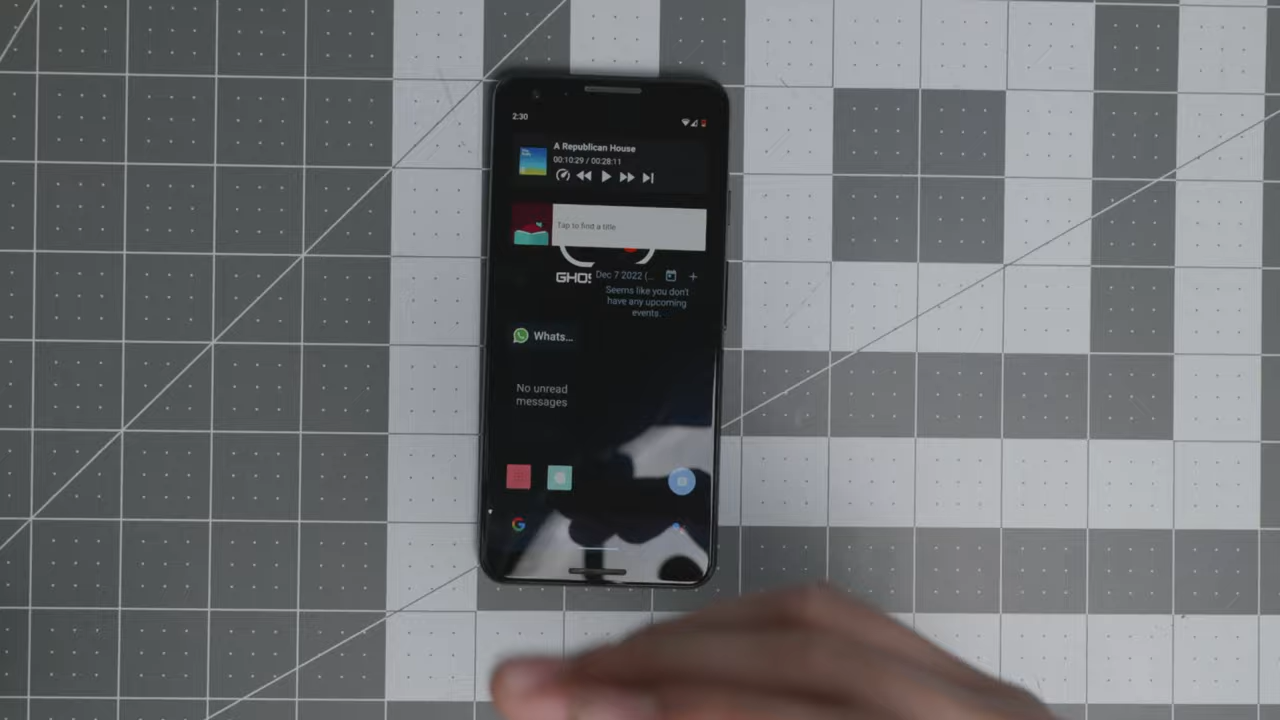 2:30
A Republican House
00:10:29 / 00:28:11
Tap to find a title
GHOS
Dec 7 2022 (...
Seems like you don't
have any upcoming
events.
Whats...
No unread
messages